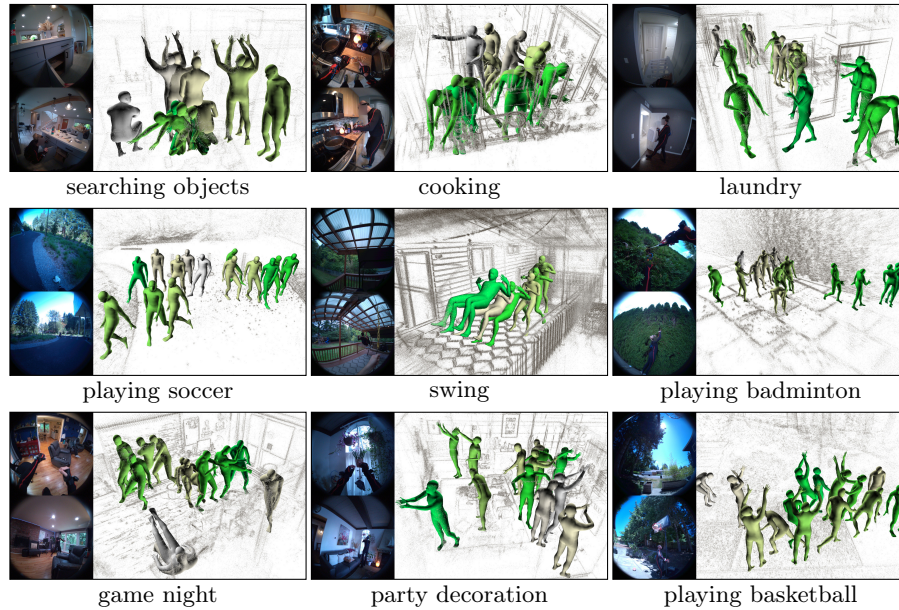 searching objects
cooking
laundry
playing soccer
swing
playing badminton
game night
party decoration
playing basketball